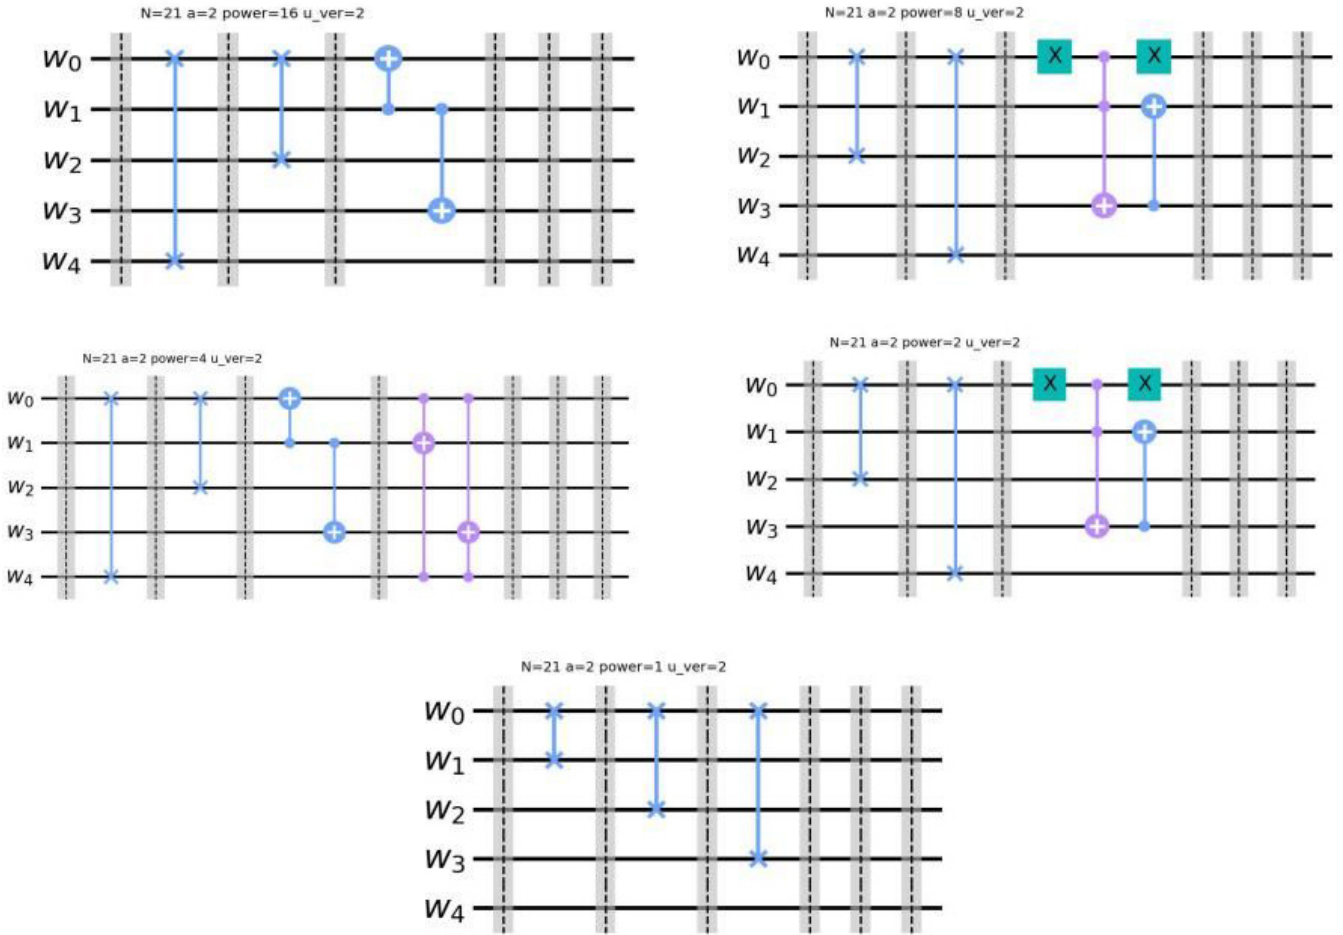 N=21 a=2 power=16 u_ver=2
w0
w1
w2
w3
w4
N=21 a=2 power=8 u_ver=2
w0
X
X
w1
w2
w3
w4
N=21 a=2 power=4 u_ver=2
w0
w1
w2
w3
w4
N=21 a=2 power=2 u_ver=2
w0
X
X
w1
w2
w3
w4
N=21 a=2 power=1 u_ver=2
w0
w1
w2
w3
w4